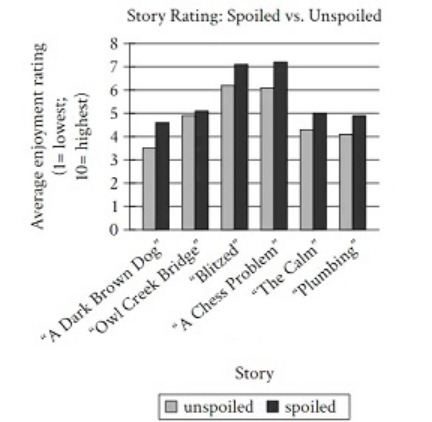 Story Rating: Spoiled vs. Unspoiled
Average enjoyment rating
(1= lowest;
10= highest)
8
7
6
5
4
3
2
1
0
“A Dark Brown Dog”
“Owl Creek Bridge”
“Blitzed”
“A Chess Problem”
“The Calm”
“Plumbing”
Story
unspoiled spoiled